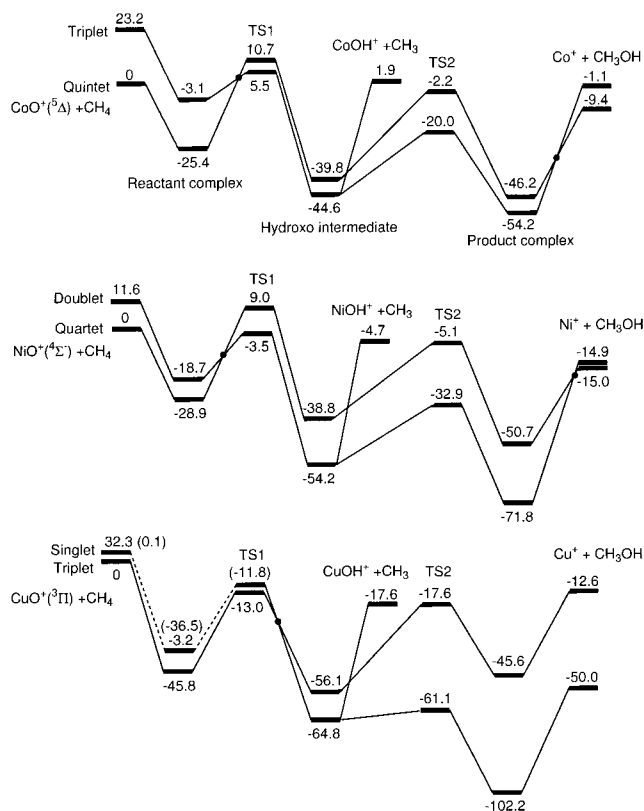 Triplet 23.2
TS1
10.7
CoOH⁺ +CH₃
1.9
TS2
Co⁺ + CH₃OH
-1.1
Quintet 0
CoO⁺(⁵Δ) +CH₄
-3.1
5.5
-2.2
-9.4
-25.4
-20.0
Reactant complex
-39.8
-44.6
-46.2
Hydroxo intermediate
-54.2
Product complex
Doublet 11.6
TS1
9.0
NiOH⁺ +CH₃
-4.7
TS2
-5.1
Ni⁺ + CH₃OH
-14.9
Quartet 0
NiO⁺(⁴Σ⁻) +CH₄
-3.5
-15.0
-18.7
-28.9
-38.8
-32.9
-54.2
-50.7
-71.8
Singlet 32.3 (0.1)
Triplet 0
CuO⁺(³Π) +CH₄
TS1
(-11.8)
-13.0
CuOH⁺ +CH₃
-17.6
TS2
-17.6
Cu⁺ + CH₃OH
-12.6
(-36.5)
-3.2
-45.8
-56.1
-45.6
-50.0
-64.8
-61.1
-102.2